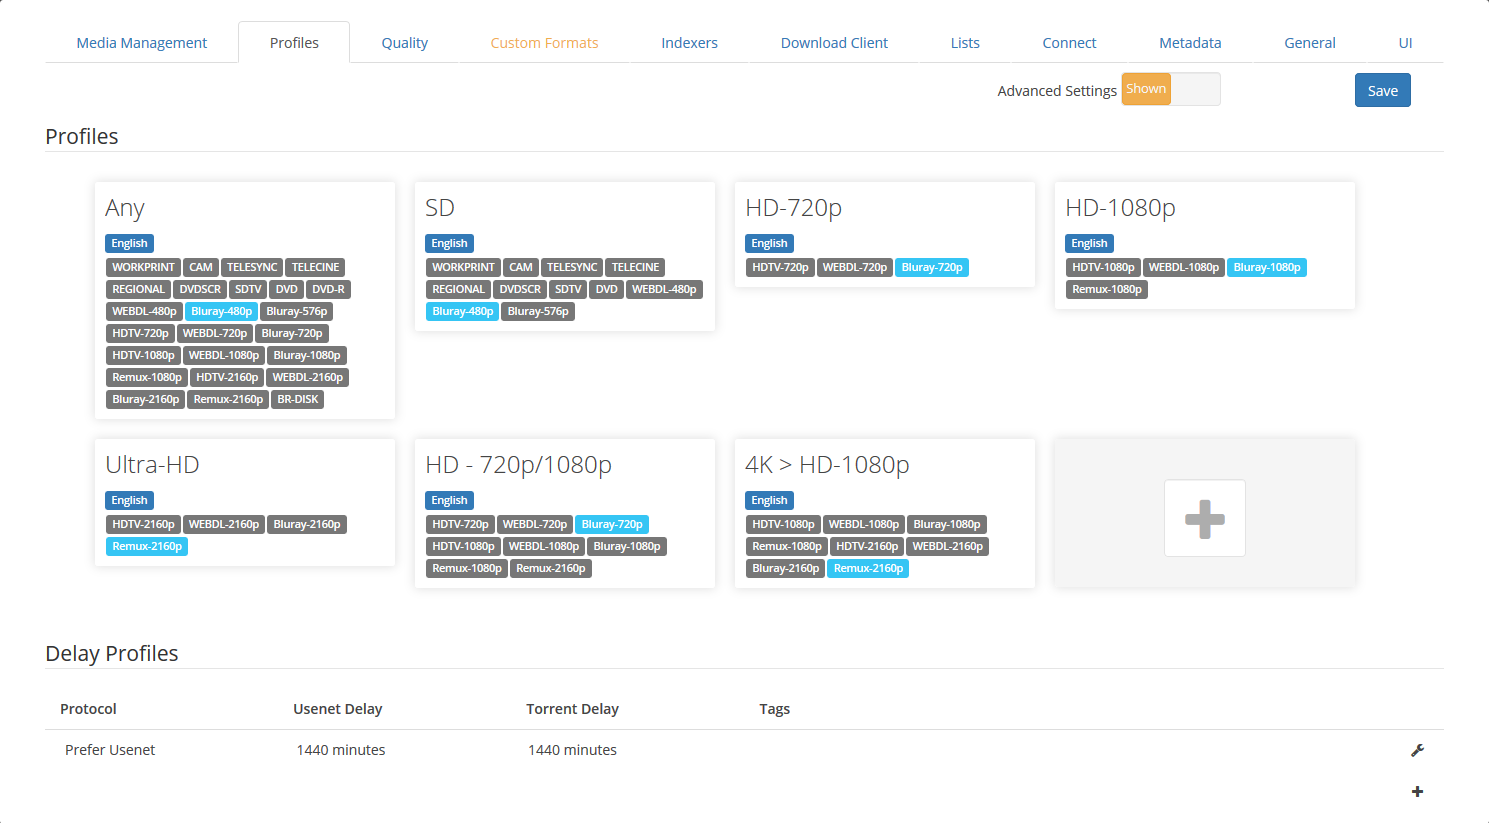 Media Management Profiles Quality Custom Formats Indexers Download Client Lists Connect Metadata General UI
Advanced Settings Shown Save
Profiles
Any
English
WORKPRINT CAM TELESYNC TELECINE
REGIONAL DVDSCR SDTV DVD DVD-R
WEBDL-480p Bluray-480p Bluray-576p
HDTV-720p WEBDL-720p Bluray-720p
HDTV-1080p WEBDL-1080p Bluray-1080p
Remux-1080p HDTV-2160p WEBDL-2160p
Bluray-2160p Remux-2160p BR-DISK
SD
English
WORKPRINT CAM TELESYNC TELECINE
REGIONAL DVDSCR SDTV DVD WEBDL-480p
Bluray-480p Bluray-576p
HD-720p
English
HDTV-720p WEBDL-720p Bluray-720p
HD-1080p
English
HDTV-1080p WEBDL-1080p Bluray-1080p
Remux-1080p
Ultra-HD
English
HDTV-2160p WEBDL-2160p Bluray-2160p
Remux-2160p
HD - 720p/1080p
English
HDTV-720p WEBDL-720p Bluray-720p
HDTV-1080p WEBDL-1080p Bluray-1080p
Remux-1080p Remux-2160p
4K > HD-1080p
English
HDTV-1080p WEBDL-1080p Bluray-1080p
Remux-1080p HDTV-2160p WEBDL-2160p
Bluray-2160p Remux-2160p
Delay Profiles
Protocol Usenet Delay Torrent Delay Tags
Prefer Usenet 1440 minutes 1440 minutes